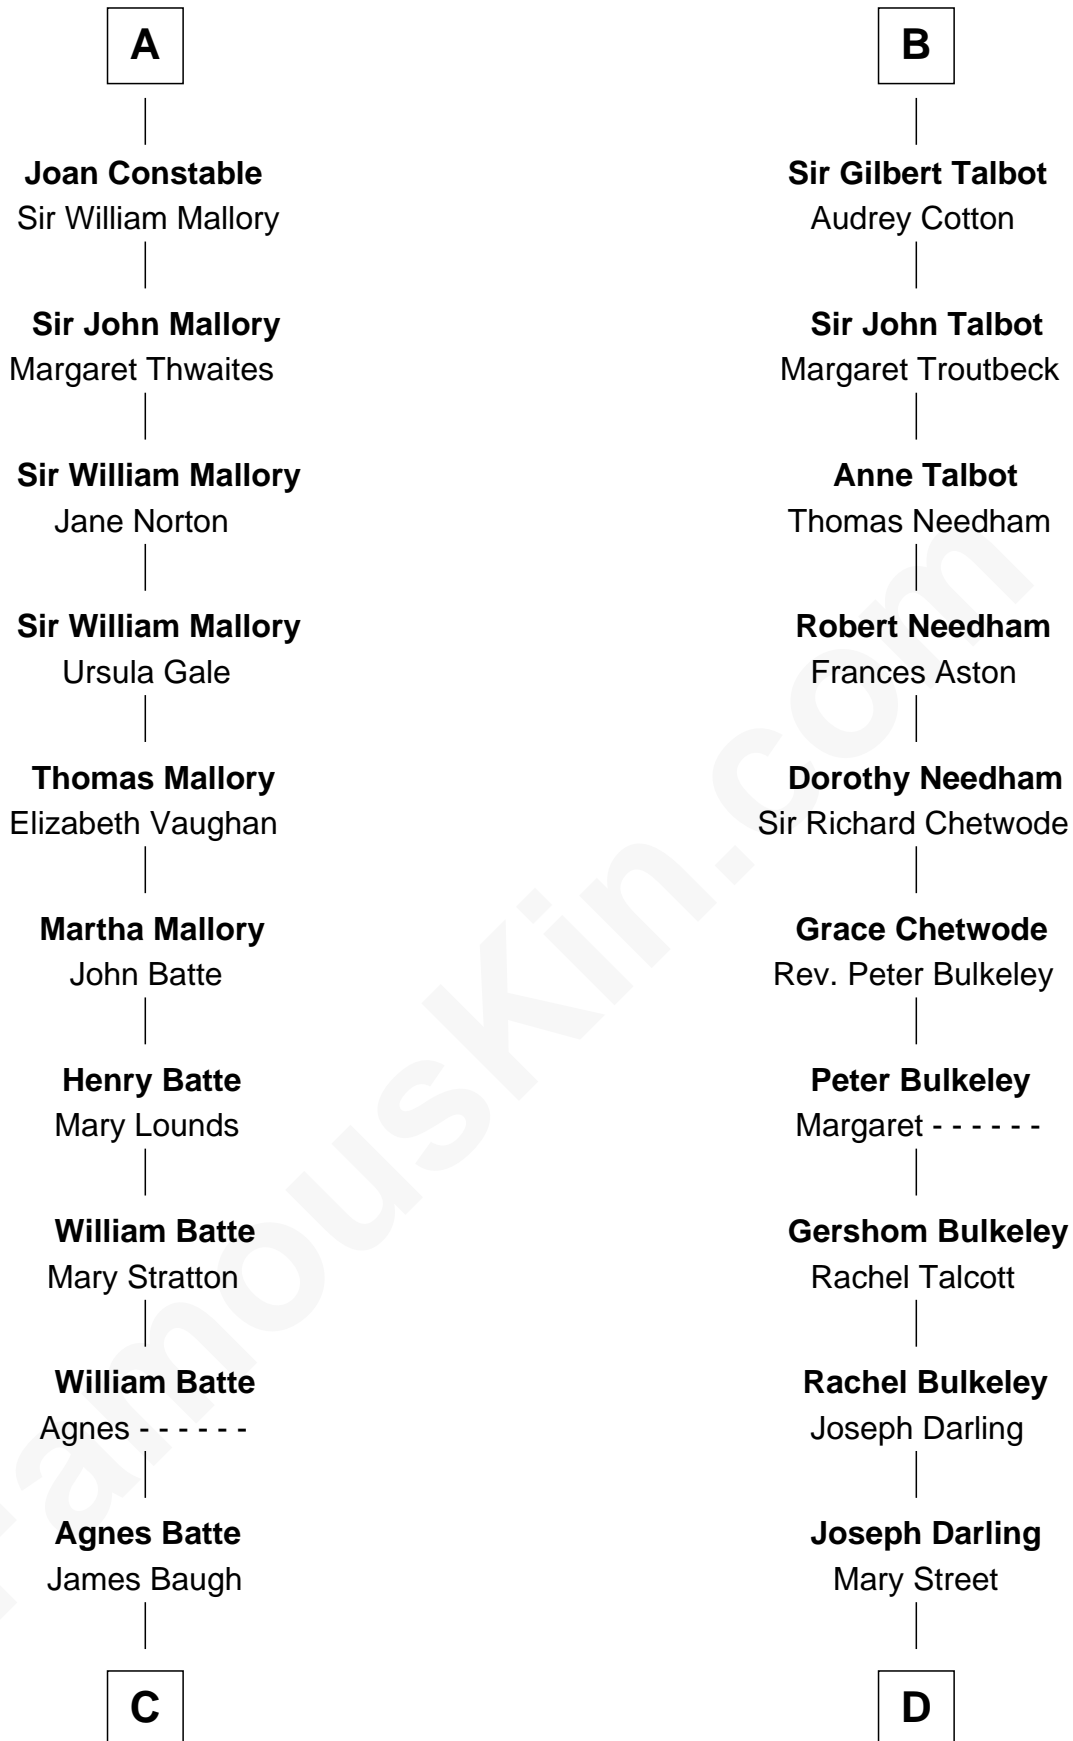 A
Joan Constable
Sir William Mallory
Sir John Mallory
Margaret Thwaites
Sir William Mallory
Jane Norton
Sir William Mallory
Ursula Gale
Thomas Mallory
Elizabeth Vaughan
Martha Mallory
John Batte
Henry Batte
Mary Lounds
William Batte
Mary Stratton
William Batte
Agnes - - - - - -
Agnes Batte
James Baugh
C
B
Sir Gilbert Talbot
Audrey Cotton
Sir John Talbot
Margaret Troutbeck
Anne Talbot
Thomas Needham
Robert Needham
Frances Aston
Dorothy Needham
Sir Richard Chetwode
Grace Chetwode
Rev. Peter Bulkeley
Peter Bulkeley
Margaret - - - - - -
Gershom Bulkeley
Rachel Talcott
Rachel Bulkeley
Joseph Darling
Joseph Darling
Mary Street
D
FamousKin.com